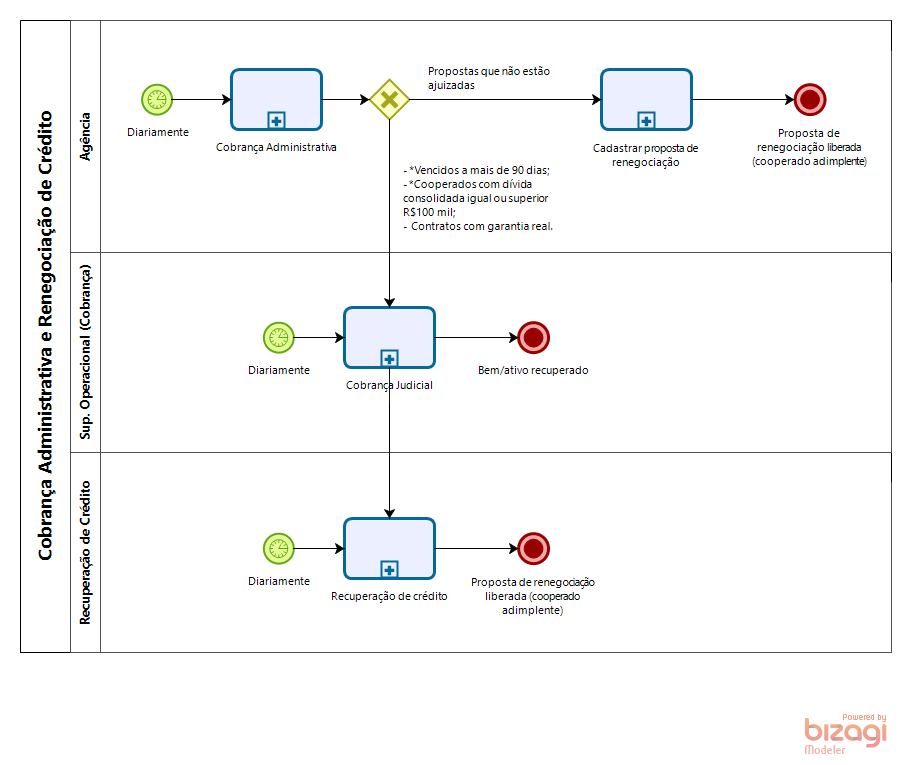 Cobrança Administrativa e Renegociação de Crédito
Agência
Diariamente
Cobrança Administrativa
Propostas que não estão
ajuizadas
Cadastrar proposta de
renegociação
Proposta de
renegociação liberada
(cooperado adimplente)
- *Vencidos a mais de 90 dias;
- *Cooperados com dívida
consolidada igual ou superior
R$100 mil;
- Contratos com garantia real.
Sup. Operacional (Cobrança)
Diariamente
Cobrança Judicial
Bem/ativo recuperado
Recuperação de Crédito
Diariamente
Recuperação de crédito
Proposta de renegociação
liberada (cooperado
adimplente)
Powered by
bizagi
Modeler